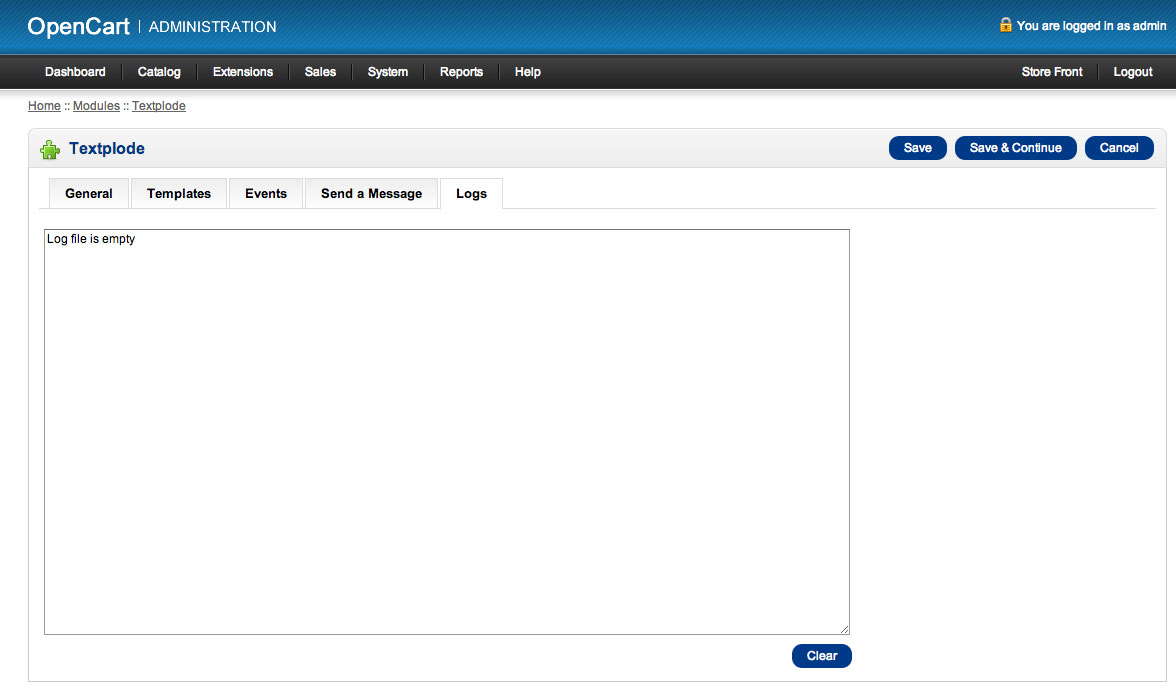 OpenCart | ADMINISTRATION
You are logged in as admin
Dashboard Catalog Extensions Sales System Reports Help Store Front Logout
Home :: Modules :: Textplode
Textplode Save Save & Continue Cancel
General Templates Events Send a Message Logs
Log file is empty
Clear